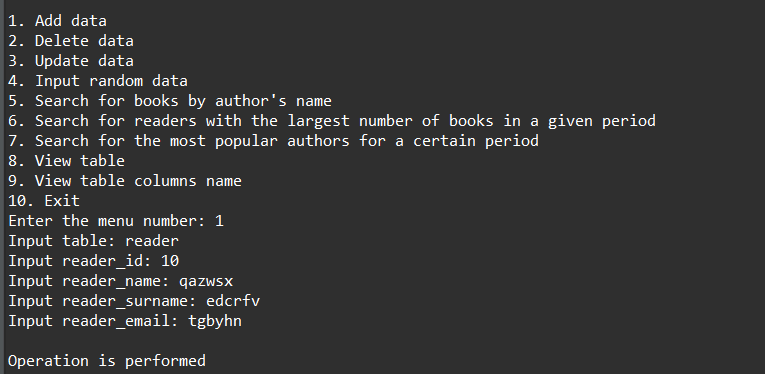 1. Add data
2. Delete data
3. Update data
4. Input random data
5. Search for books by author's name
6. Search for readers with the largest number of books in a given period
7. Search for the most popular authors for a certain period
8. View table
9. View table columns name
10. Exit
Enter the menu number: 1
Input table: reader
Input reader_id: 10
Input reader_name: qazwsx
Input reader_surname: edcrfv
Input reader_email: tgbyhn
Operation is performed